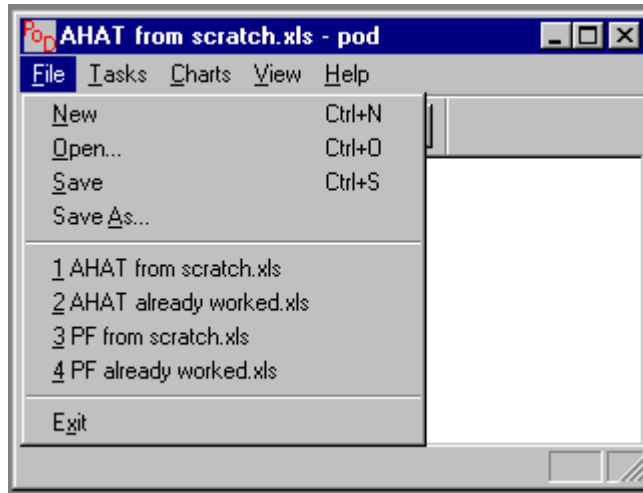 PoD AHAT from scratch.xls - pod
File Tasks Charts View Help
New Ctrl+N
Open... Ctrl+O
Save Ctrl+S
Save As...
1 AHAT from scratch.xls
2 AHAT already worked.xls
3 PF from scratch.xls
4 PF already worked.xls
Exit